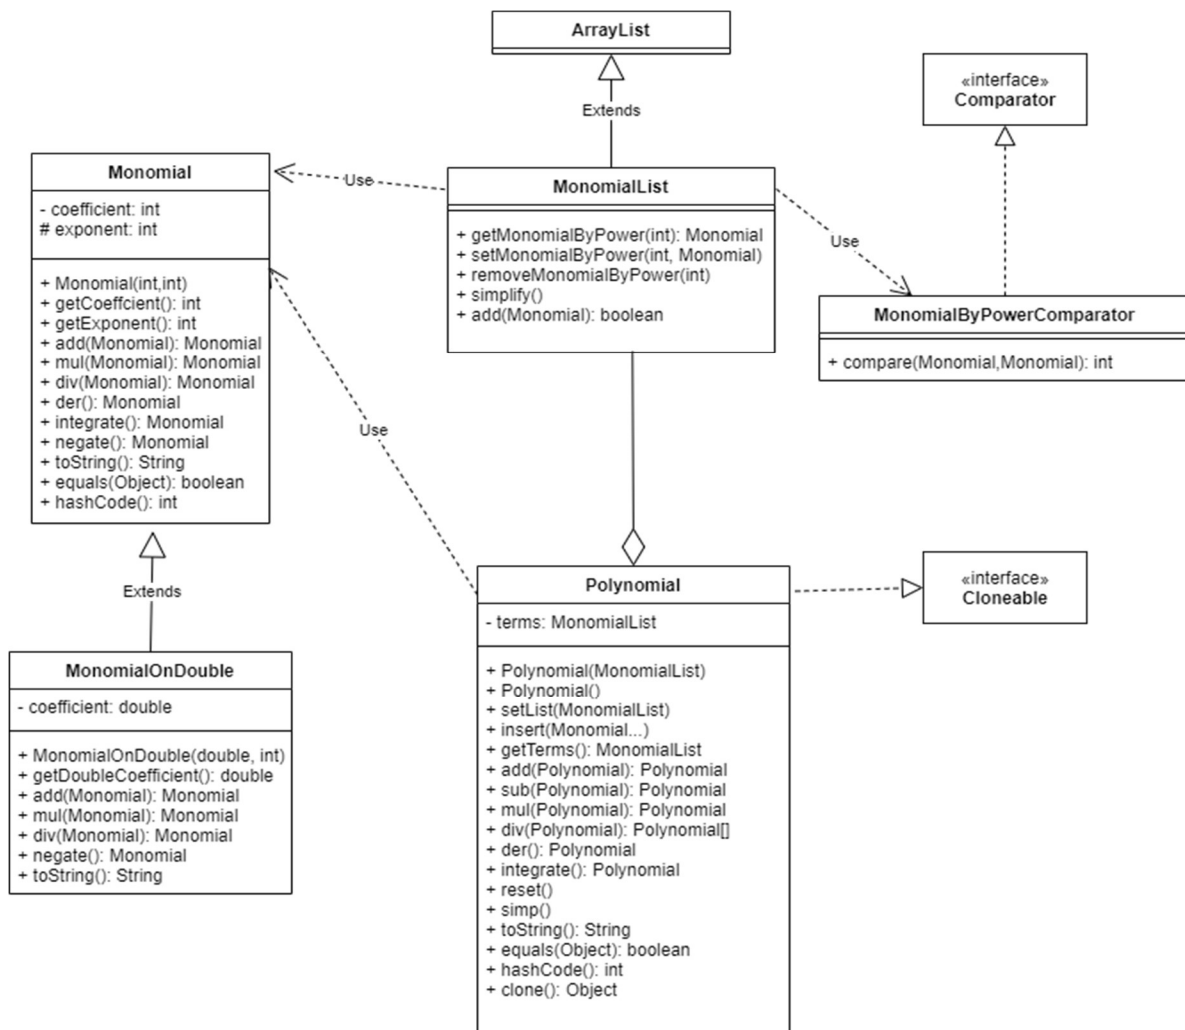 ArrayList
«interface»
Comparator
Extends
Monomial
- coefficient: int
# exponent: int
+ Monomial(int,int)
+ getCoeffcient(): int
+ getExponent(): int
+ add(Monomial): Monomial
+ mul(Monomial): Monomial
+ div(Monomial): Monomial
+ der(): Monomial
+ integrate(): Monomial
+ negate(): Monomial
+ toString(): String
+ equals(Object): boolean
+ hashCode(): int
Use
MonomialList
+ getMonomialByPower(int): Monomial
+ setMonomialByPower(int, Monomial)
+ removeMonomialByPower(int)
+ simplify()
+ add(Monomial): boolean
Use
MonomialByPowerComparator
+ compare(Monomial,Monomial): int
Use
Extends
MonomialOnDouble
- coefficient: double
+ MonomialOnDouble(double, int)
+ getDoubleCoefficient(): double
+ add(Monomial): Monomial
+ mul(Monomial): Monomial
+ div(Monomial): Monomial
+ negate(): Monomial
+ toString(): String
Polynomial
- terms: MonomialList
+ Polynomial(MonomialList)
+ Polynomial()
+ setList(MonomialList)
+ insert(Monomial...)
+ getTerms(): MonomialList
+ add(Polynomial): Polynomial
+ sub(Polynomial): Polynomial
+ mul(Polynomial): Polynomial
+ div(Polynomial): Polynomial[]
+ der(): Polynomial
+ integrate(): Polynomial
+ reset()
+ simp()
+ toString(): String
+ equals(Object): boolean
+ hashCode(): int
+ clone(): Object
«interface»
Cloneable